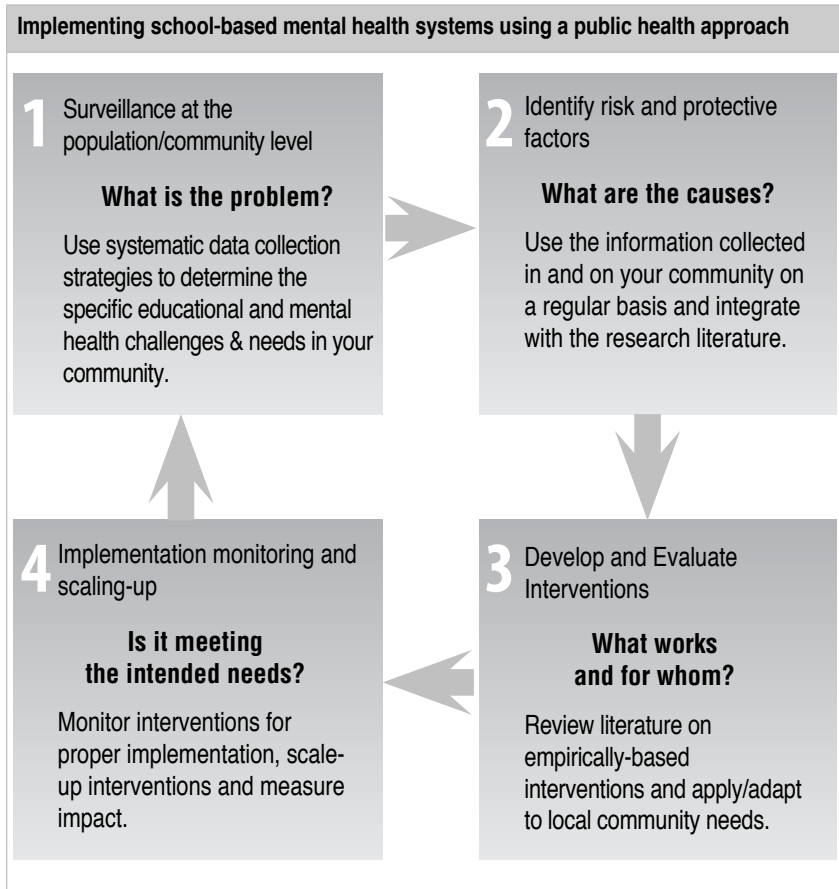 Implementing school-based mental health systems using a public health approach
1
Surveillance at the
population/community level
What is the problem?
Use systematic data collection
strategies to determine the
specific educational and mental
health challenges & needs in your
community.
2
Identify risk and protective
factors
What are the causes?
Use the information collected
in and on your community on
a regular basis and integrate
with the research literature.
3
Develop and Evaluate
Interventions
What works
and for whom?
Review literature on
empirically-based
interventions and apply/adapt
to local community needs.
4
Implementation monitoring and
scaling-up
Is it meeting
the intended needs?
Monitor interventions for
proper implementation, scale-
up interventions and measure
impact.